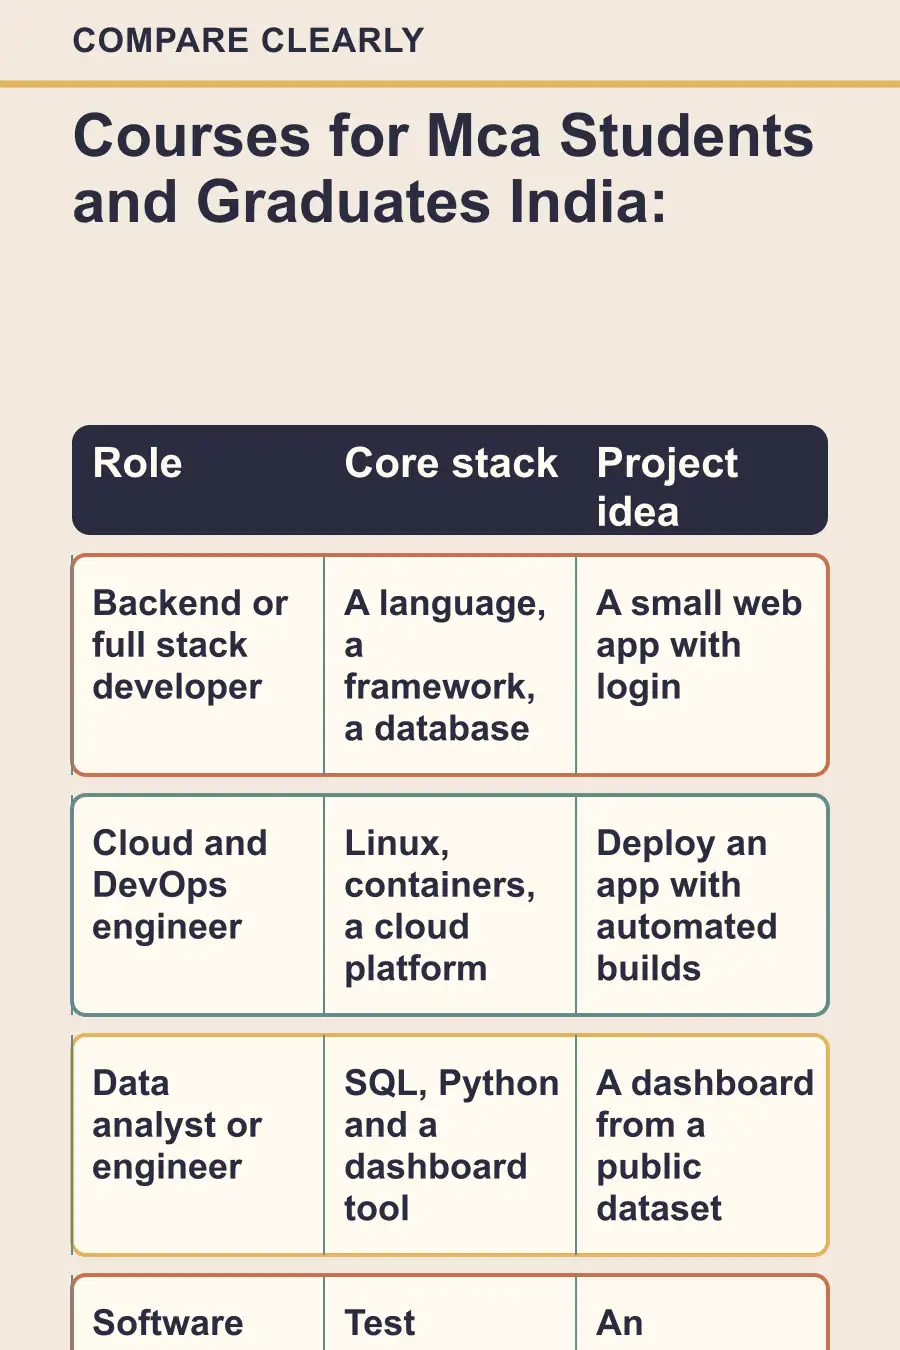 COMPARE CLEARLY
Courses for Mca Students
and Graduates India:
Role
Core stack
Project
idea
Backend or
full stack
developer
A language,
a
framework,
a database
A small web
app with
login
Cloud and
DevOps
engineer
Linux,
containers,
a cloud
platform
Deploy an
app with
automated
builds
Data
analyst or
engineer
SQL, Python
and a
dashboard
tool
A dashboard
from a
public
dataset
Software
Test
An